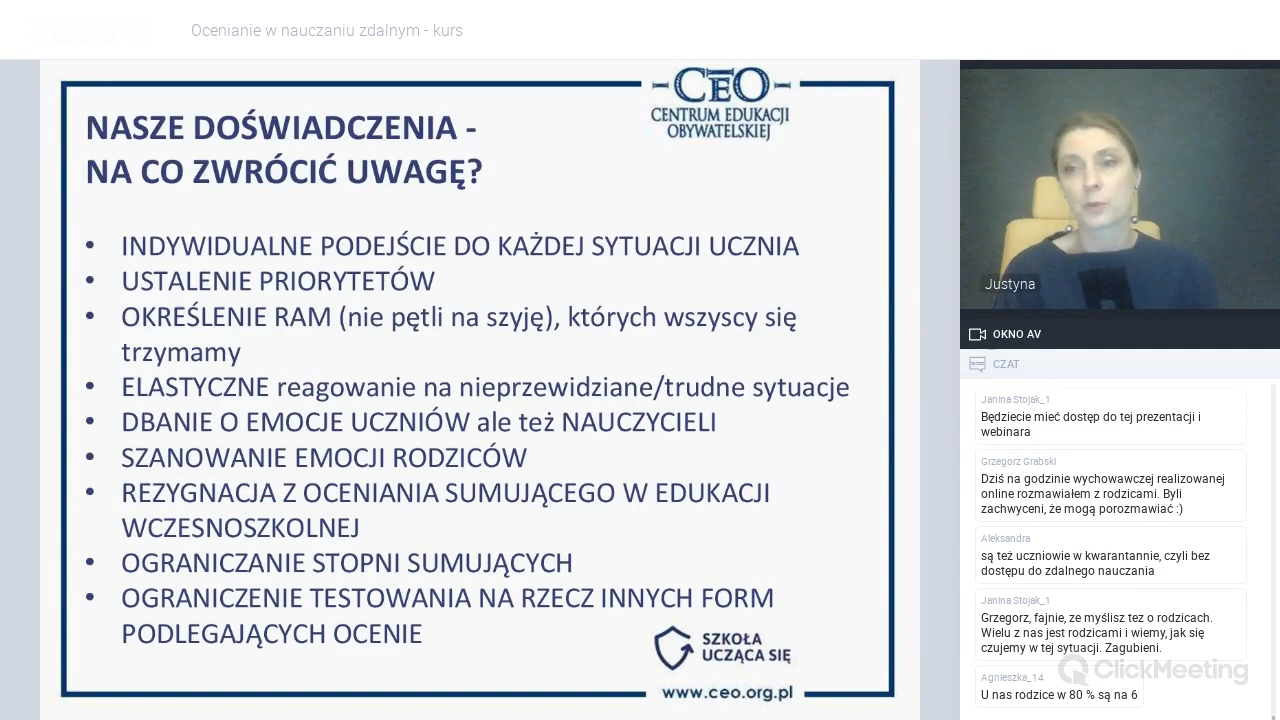 Ocenianie w nauczaniu zdalnym - kurs
CEO
CENTRUM EDUKACJI
OBYWATELSKIEJ
NASZE DOŚWIADCZENIA -
NA CO ZWRÓCIĆ UWAGĘ?
• INDYWIDUALNE PODEJŚCIE DO KAŻDEJ SYTUACJI UCZNIA
• USTALENIE PRIORYTETÓW
• OKREŚLENIE RAM (nie pętli na szyję), których wszyscy się
trzymamy
• ELASTYCZNE reagowanie na nieprzewidziane/trudne sytuacje
• DBANIE O EMOCJE UCZNIÓW ale też NAUCZYCIELI
• SZANOWANIE EMOCJI RODZICÓW
• REZYGNACJA Z OCENIANIA SUMUJĄCEGO W EDUKACJI
WCZESNOSZKOLNEJ
• OGRANICZANIE STOPNI SUMUJĄCYCH
• OGRANICZENIE TESTOWANIA NA RZECZ INNYCH FORM
PODLEGAJĄCYCH OCENIE
SZKOŁA
UCZĄCA SIĘ
www.ceo.org.pl
Justyna
OKNO AV
CZAT
Janina Stojak_1
Będziecie mieć dostęp do tej prezentacji i
webinara
Grzegorz Grabski
Dziś na godzinie wychowawczej realizowanej
online rozmawiałem z rodzicami. Byli
zachwyceni, że mogą porozmawiać :)
Aleksandra
są też uczniowie w kwarantannie, czyli bez
dostępu do zdalnego nauczania
Janina Stojak_1
Grzegorz, fajnie, ze myślisz tez o rodzicach.
Wielu z nas jest rodzicami i wiemy, jak się
czujemy w tej sytuacji. Zagubieni.
Agnieszka_14
U nas rodzice w 80 % są na 6
ClickMeeting